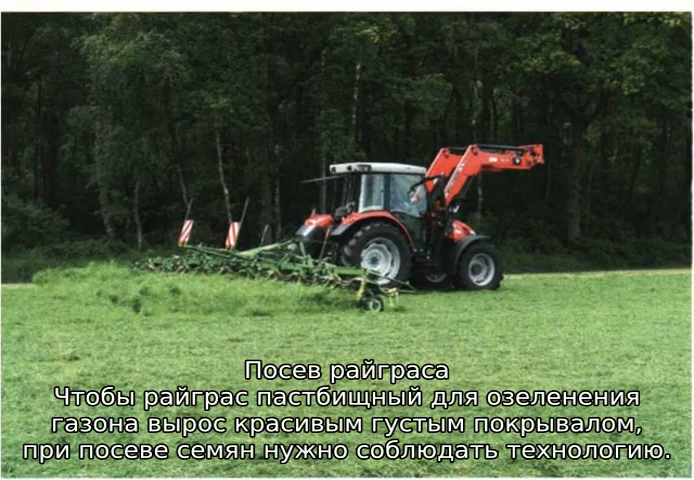 Посев райграса
Чтобы райграс пастбищный для озеленения
газона вырос красивым густым покрывалом,
при посеве семян нужно соблюдать технологию.